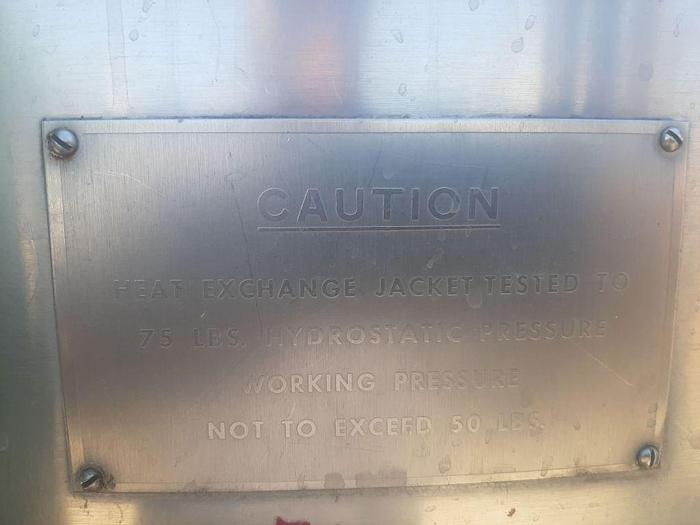 CAUTION
HEAT EXCHANGE JACKET TESTED TO
75 LBS. HYDROSTATIC PRESSURE
WORKING PRESSURE
NOT TO EXCEED 50 LBS.